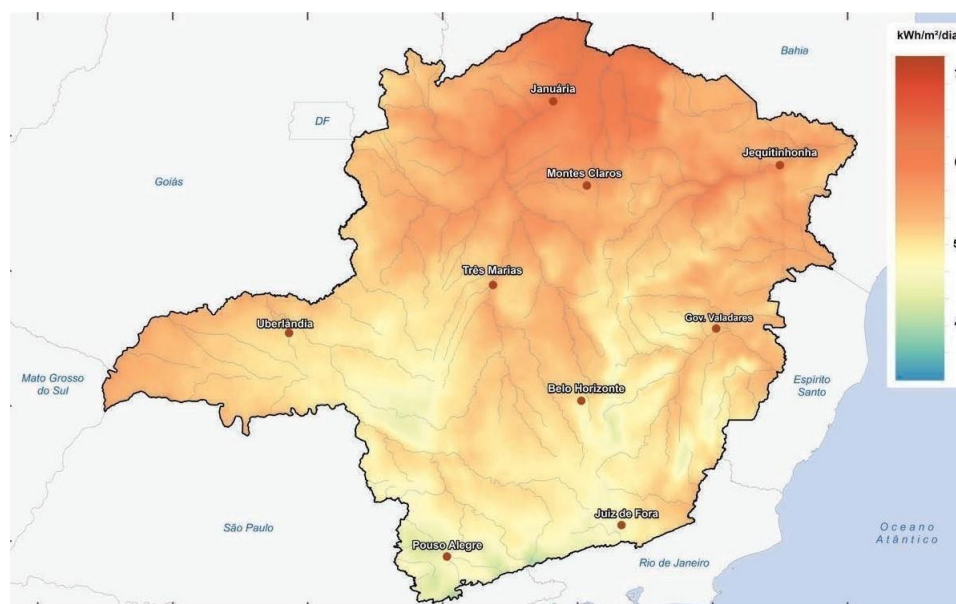 kWh/m²/dia
Bahia
Januária
DF
Jequitinhonha
Montes Claros
Goiás
Três Marias
Gov. Valadares
Uberlândia
Mato Grosso
do Sul
Espírito
Santo
Belo Horizonte
Juiz de Fora
São Paulo
Pouso Alegre
Rio de Janeiro
Oceano
Atântico